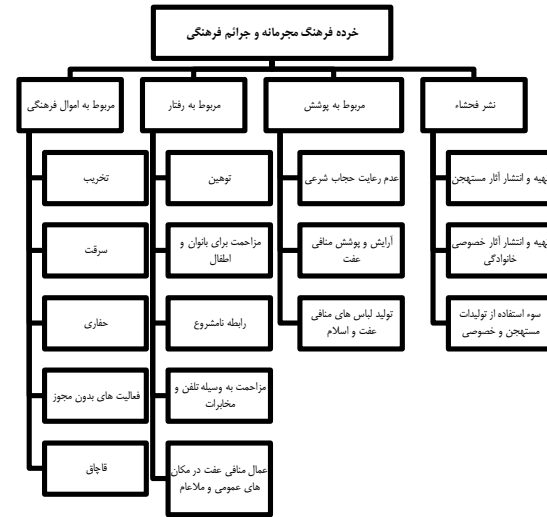 خرده فرهنگ مجرمانه و جرائم فرهنگی
نشر فحشاء
مربوط به پوشش
مربوط به رفتار
مربوط به اموال فرهنگی
هیه و انتشار آثار مستهجن
هیه و انتشار آثار خصوصی
خانوادگی
سوء استفاده از تولیدات
مستهجن و خصوصی
عدم رعایت حجاب شرعی
آرایش و پوشش منافی
عفت
تولید لباس های منافی
عفت و اسلام
توهین
مزاحمت برای بانوان و
اطفال
رابطه نامشروع
مزاحمت به وسیله تلفن و
مخابرات
عمال منافی عفت در مکان
های عمومی و ملاعام
تخریب
سرقت
حفاری
فعالیت های بدون مجوز
قاچاق